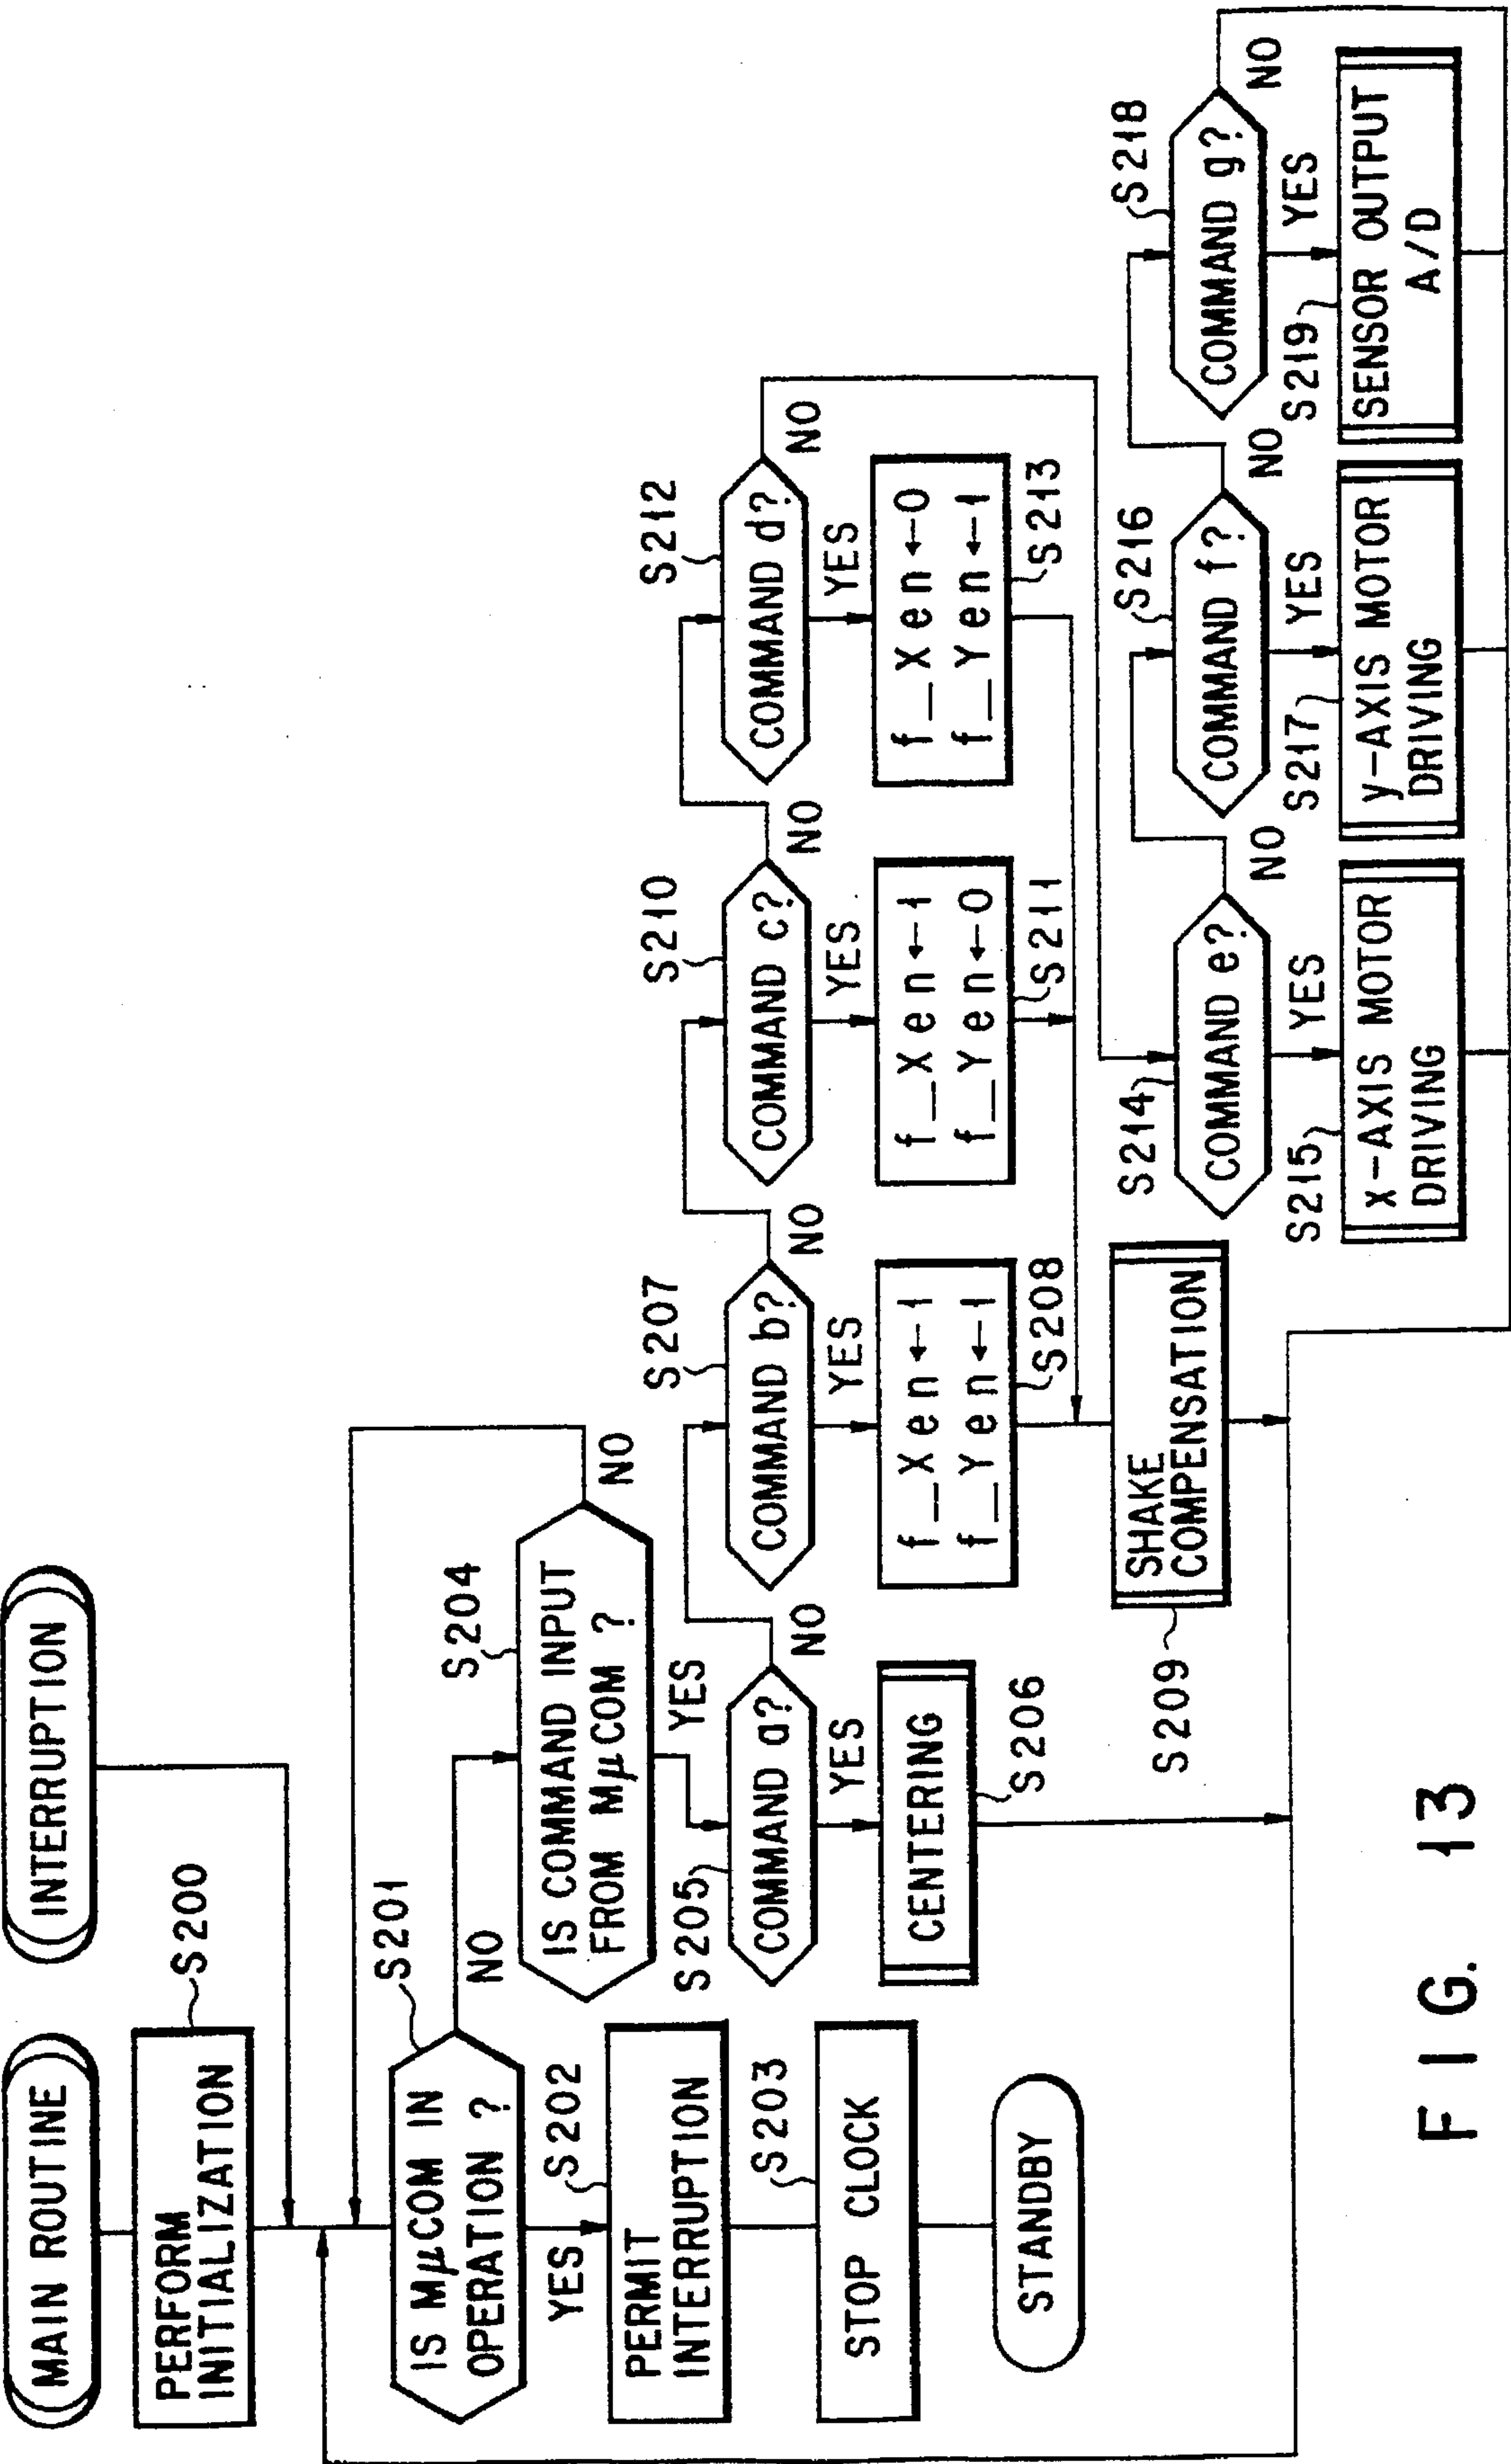 MAIN ROUTINE
INTERRUPTION
PERFORM
INITIALIZATION
S200
IS MμCOM IN
OPERATION ?
S201
NO
YES
PERMIT
INTERRUPTION
S202
STOP CLOCK
S203
STANDBY
IS COMMAND INPUT
FROM MμCOM ?
S204
NO
YES
COMMAND a?
S205
NO
YES
CENTERING
S206
COMMAND b?
S207
NO
YES
f_Xen←1
f_Yen←1
S208
SHAKE
COMPENSATION
S209
COMMAND c?
S210
NO
YES
f_Xen←1
f_Yen←0
S211
COMMAND d?
S212
NO
YES
f_Xen←0
f_Yen←1
S213
COMMAND e?
S214
NO
YES
x-AXIS MOTOR
DRIVING
S215
COMMAND f?
S216
NO
YES
y-AXIS MOTOR
DRIVING
S217
COMMAND g?
S218
NO
YES
SENSOR OUTPUT
A/D
S219
FIG. 13